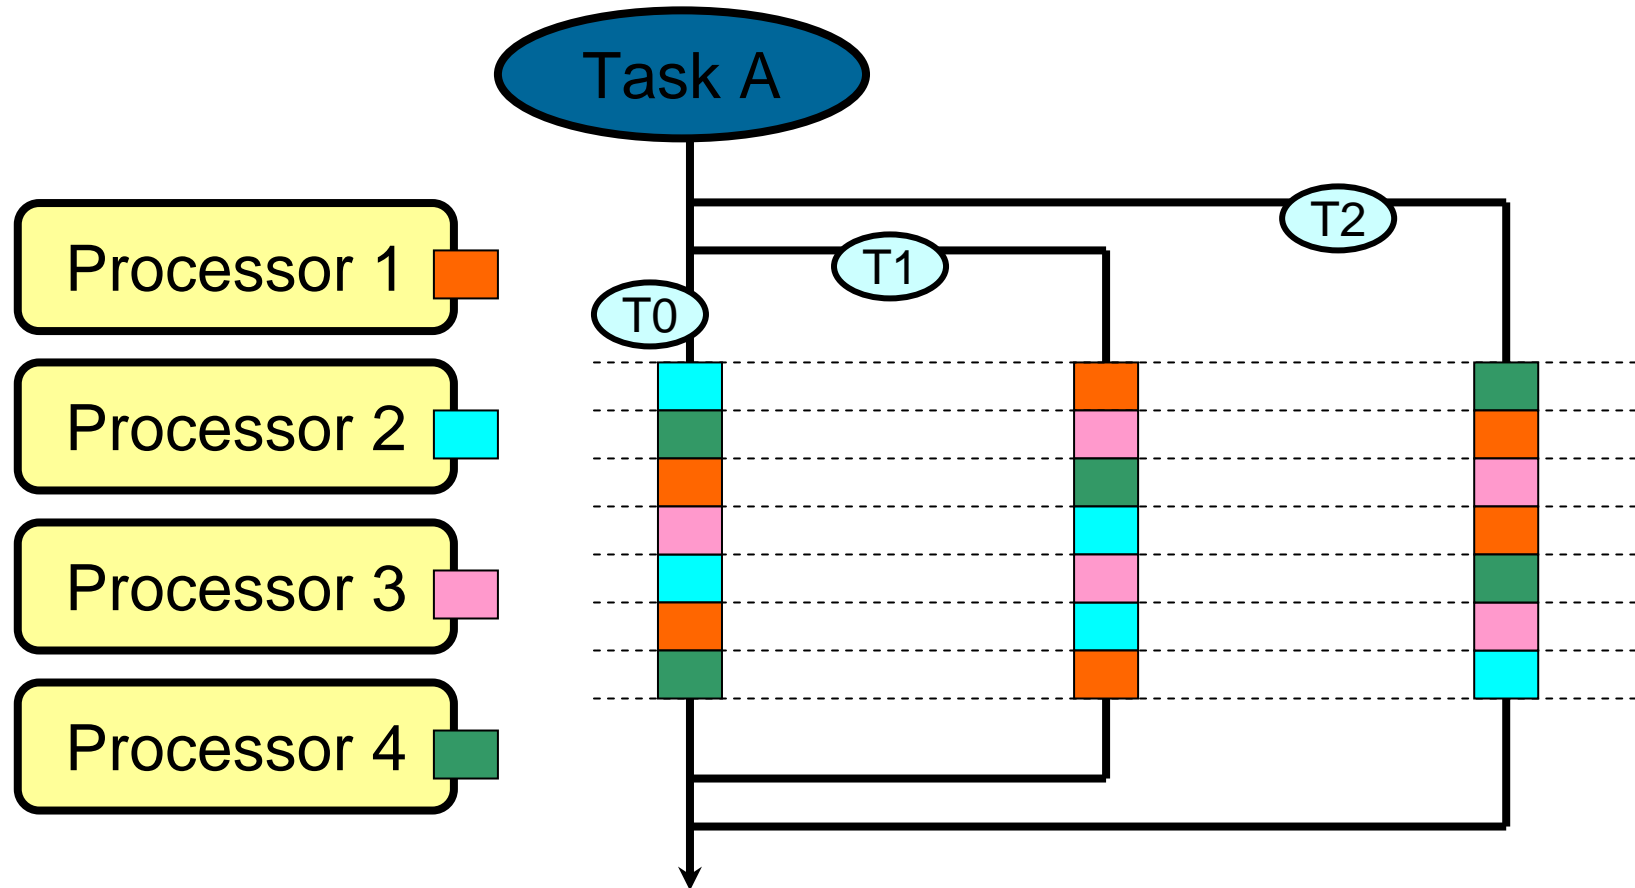 Task A
T2
T1
T0
Processor 1
Processor 2
Processor 3
Processor 4